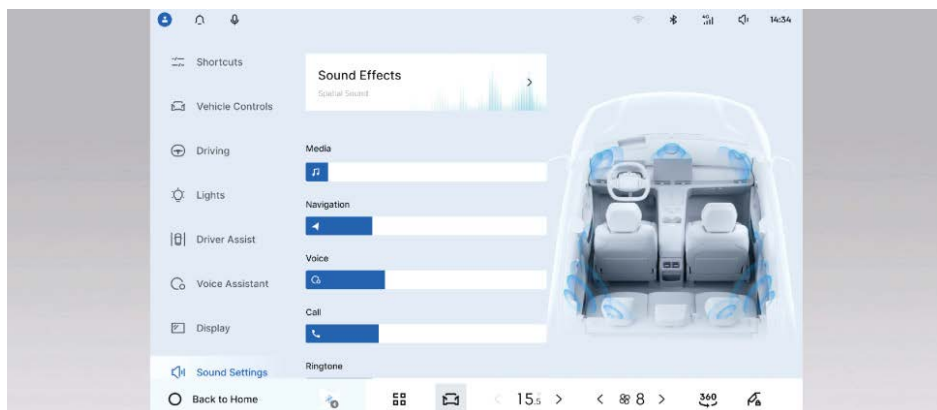 4G
14:34
Shortcuts
Vehicle Controls
Driving
Lights
Driver Assist
Voice Assistant
Display
Sound Settings
Back to Home
Sound Effects
Spatial Sound
Media
Navigation
Voice
Call
Ringtone
15.5
8
360